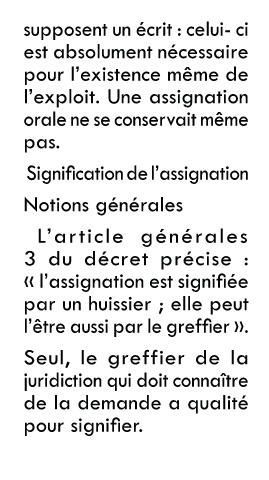 supposent un écrit : celui- ci
est absolument nécessaire
pour l'existence même de
l'exploit. Une assignation
orale ne se conservait même
pas.
Signification de l'assignation
Notions générales
L'article générales
3 du décret précise :
« l'assignation est signifiée
par un huissier ; elle peut
l'être aussi par le greffier ».
Seul, le greffier de la
juridiction qui doit connaître
de la demande a qualité
pour signifier.